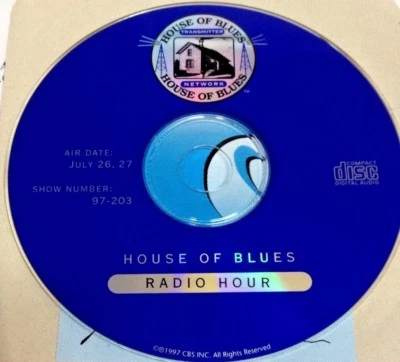 HOUSE OF BLUES
TRANSMITTER
NETWORK
HOUSE OF BLUES
AIR DATE:
JULY 26, 27
SHOW NUMBER:
97-203
COMPACT
disc
DIGITAL AUDIO
HOUSE OF BLUES
RADIO HOUR
©℗1997 CBS INC. All Rights Reserved